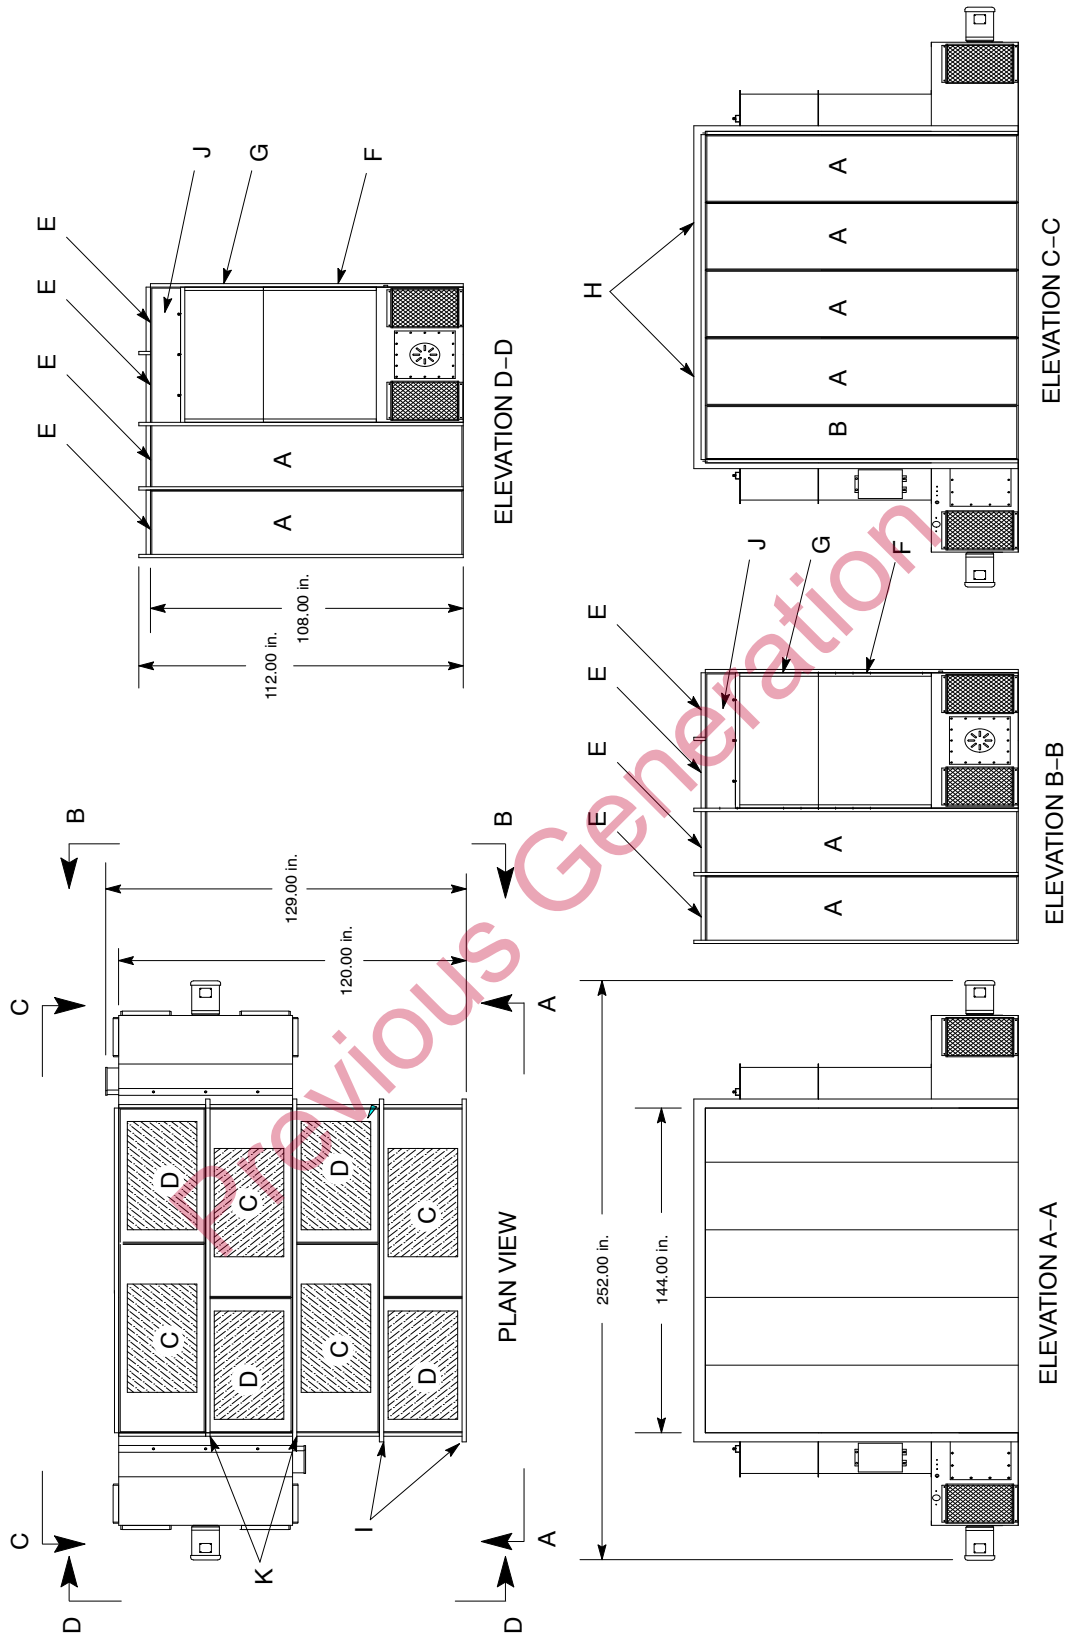 C
C
D
B
129.00 in.
120.00 in.
C
D
D
C
C
D
D
C
K
I
D
B
A
A
PLAN VIEW
E
E
E
E
J
G
F
A
A
112.00 in.
108.00 in.
ELEVATION D–D
Previous Generation
252.00 in.
144.00 in.
ELEVATION A–A
E
E
E
E
J
G
F
A
A
ELEVATION B–B
H
B
A
A
A
A
ELEVATION C–C